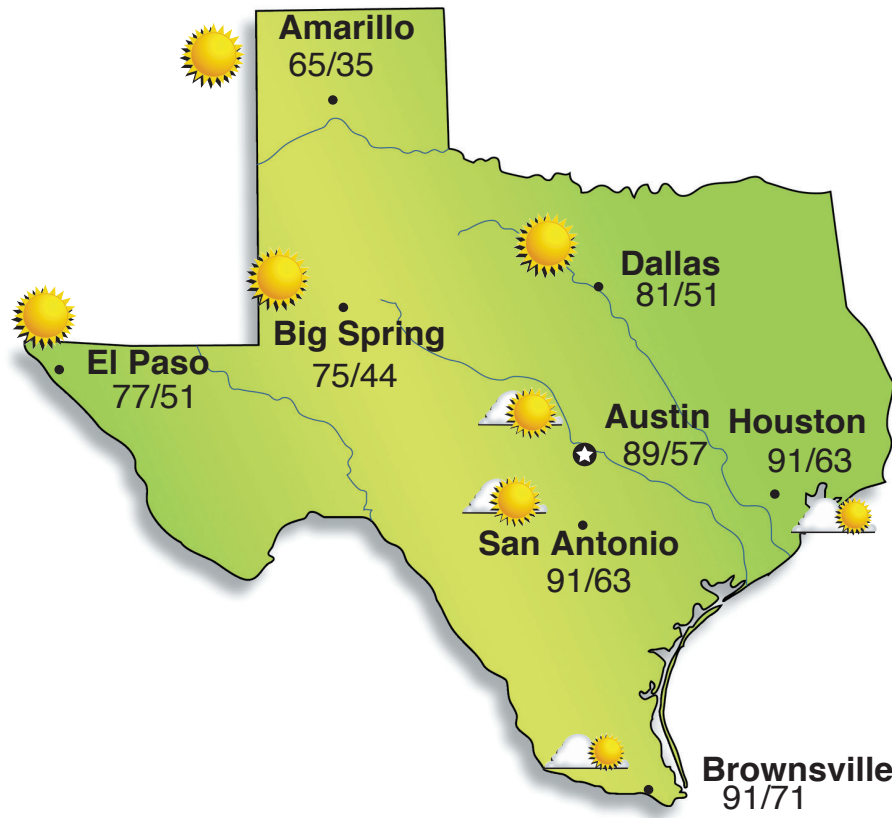 Amarillo
65/35
Dallas
81/51
Big Spring
75/44
El Paso
77/51
Austin
89/57
Houston
91/63
San Antonio
91/63
Brownsville
91/71